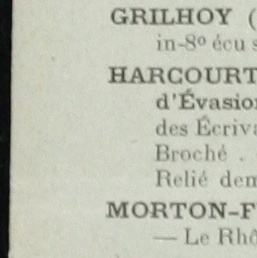 GRILHOY (
in-8º écu s
HARCOURT
d'Évasion
des Écriva
Broché .
Relié dem
MORTON-F
— Le Rhô